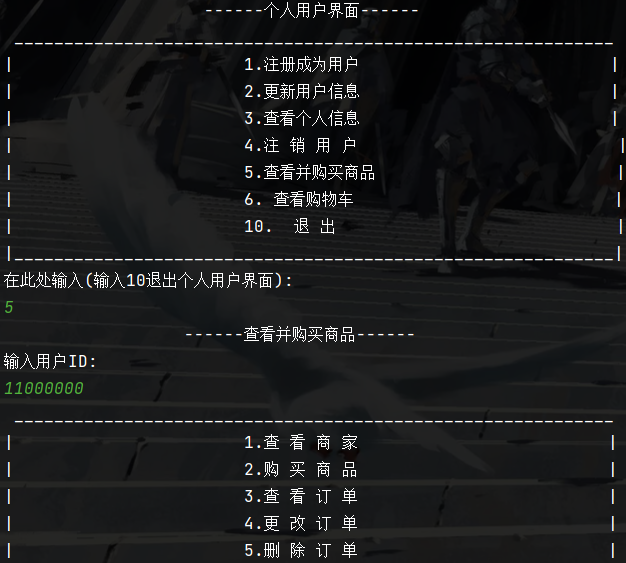 ------个人用户界面------
____________________________________________________________
| 1.注册成为用户 |
| 2.更新用户信息 |
| 3.查看个人信息 |
| 4.注 销 用 户 |
| 5.查看并购买商品 |
| 6. 查看购物车 |
| 10. 退 出 |
|____________________________________________________________|
在此处输入(输入10退出个人用户界面):
5
------查看并购买商品------
输入用户ID:
11000000
____________________________________________________________
| 1.查 看 商 家 |
| 2.购 买 商 品 |
| 3.查 看 订 单 |
| 4.更 改 订 单 |
| 5.删 除 订 单 |